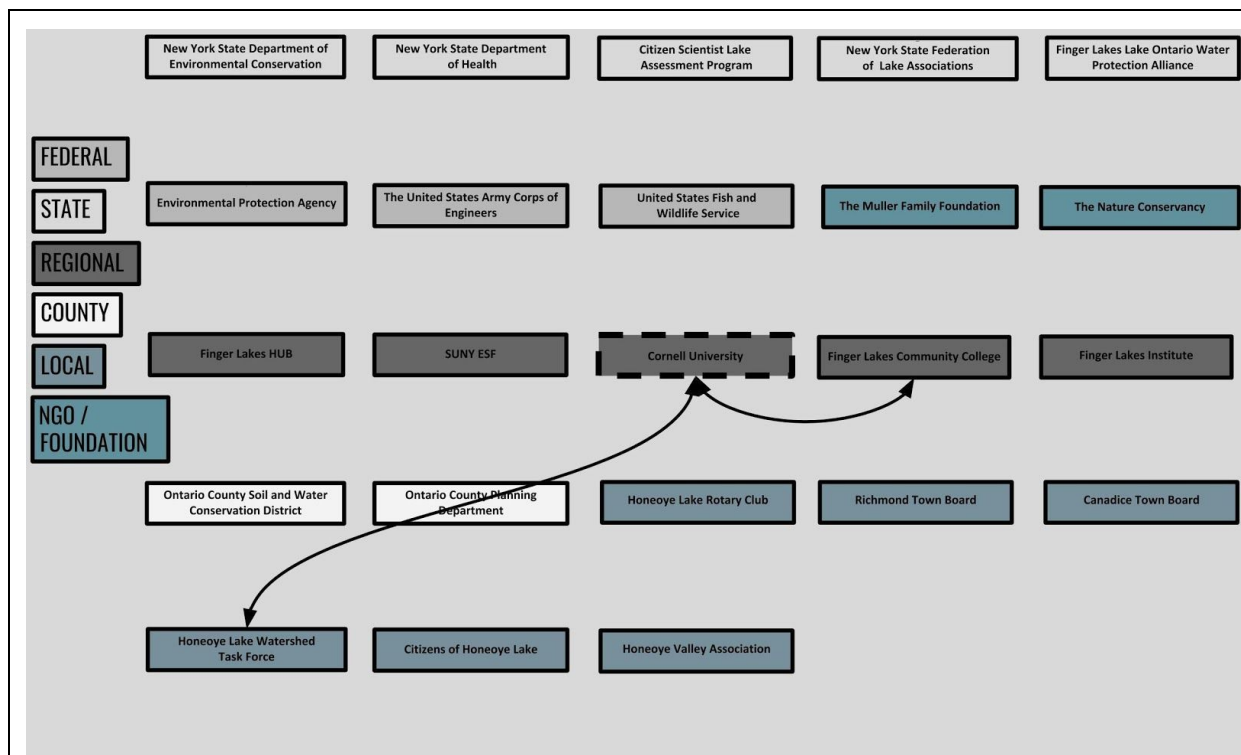 New York State Department of
Environmental Conservation
New York State Department
of Health
Citizen Scientist Lake
Assessment Program
New York State Federation
of Lake Associations
Finger Lakes Lake Ontario Water
Protection Alliance
FEDERAL
STATE
REGIONAL
COUNTY
LOCAL
NGO /
FOUNDATION
Environmental Protection Agency
The United States Army Corps of
Engineers
United States Fish and
Wildlife Service
The Muller Family Foundation
The Nature Conservancy
Finger Lakes HUB
SUNY ESF
Cornell University
Finger Lakes Community College
Finger Lakes Institute
Ontario County Soil and Water
Conservation District
Ontario County Planning
Department
Honeoye Lake Rotary Club
Richmond Town Board
Canadice Town Board
Honeoye Lake Watershed
Task Force
Citizens of Honeoye Lake
Honeoye Valley Association